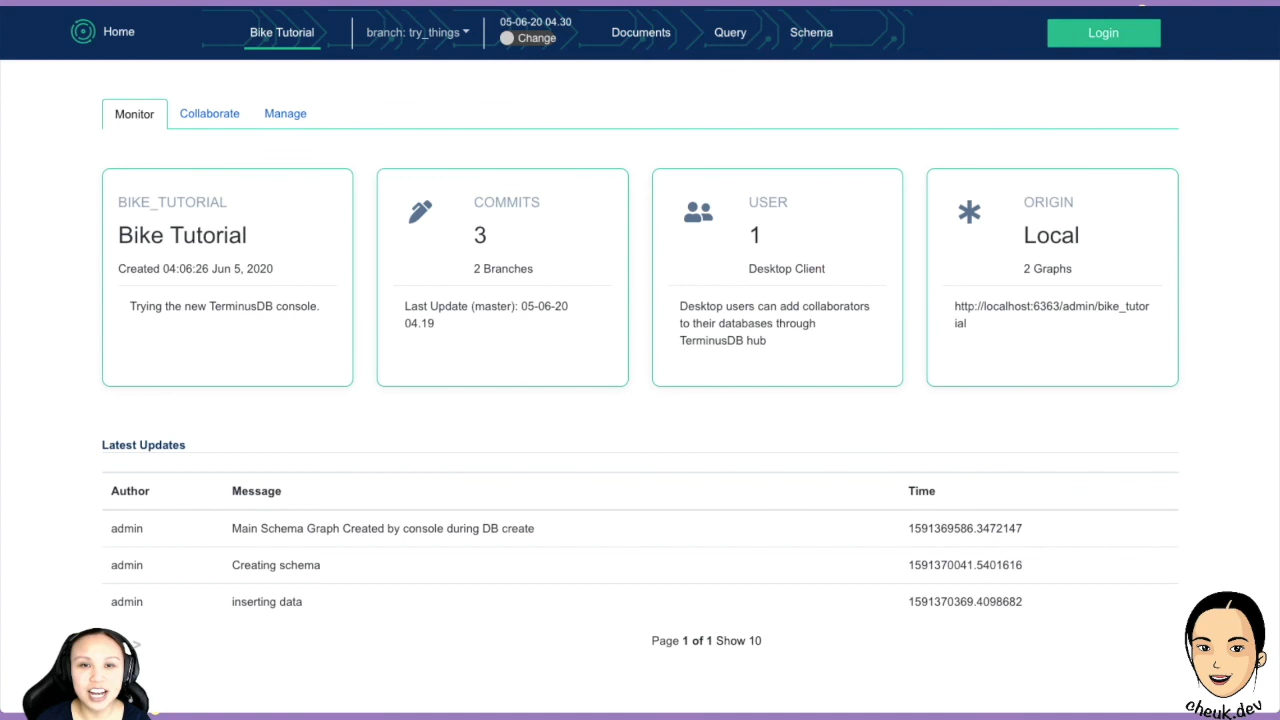 Home
Bike Tutorial
branch: try_things
05-06-20 04.30
Change
Documents
Query
Schema
Login
Monitor
Collaborate
Manage
BIKE_TUTORIAL
Bike Tutorial
Created 04:06:26 Jun 5, 2020
Trying the new TerminusDB console.
COMMITS
3
2 Branches
Last Update (master): 05-06-20
04.19
USER
1
Desktop Client
Desktop users can add collaborators
to their databases through
TerminusDB hub
ORIGIN
Local
2 Graphs
http://localhost:6363/admin/bike_tutor
ial
Latest Updates
Author Message Time
admin Main Schema Graph Created by console during DB create 1591369586.3472147
admin Creating schema 1591370041.5401616
admin inserting data 1591370369.4098682
>
Page 1 of 1 Show 10
cheuk.dev